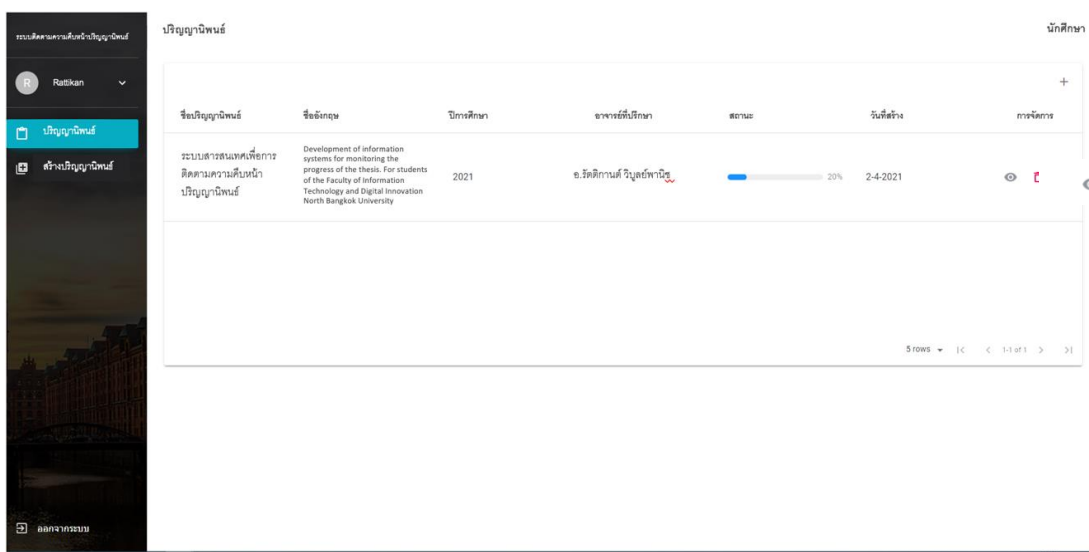 ระบบติดตามความคืบหน้าปริญญานิพนธ์
R Rattikan
ปริญญานิพนธ์
สร้างปริญญานิพนธ์
ออกจากระบบ
ปริญญานิพนธ์
นักศึกษา
+
ชื่อปริญญานิพนธ์ ชื่ออังกฤษ ปีการศึกษา อาจารย์ที่ปรึกษา สถานะ วันที่สร้าง การจัดการ
ระบบสารสนเทศเพื่อการ
ติดตามความคืบหน้า
ปริญญานิพนธ์
Development of information
systems for monitoring the
progress of the thesis. For students
of the Faculty of Information
Technology and Digital Innovation
North Bangkok University
2021
อ.รัตติกานต์ วิบูลย์พานิช
20%
2-4-2021
5 rows |< < 1-1 of 1 > >|